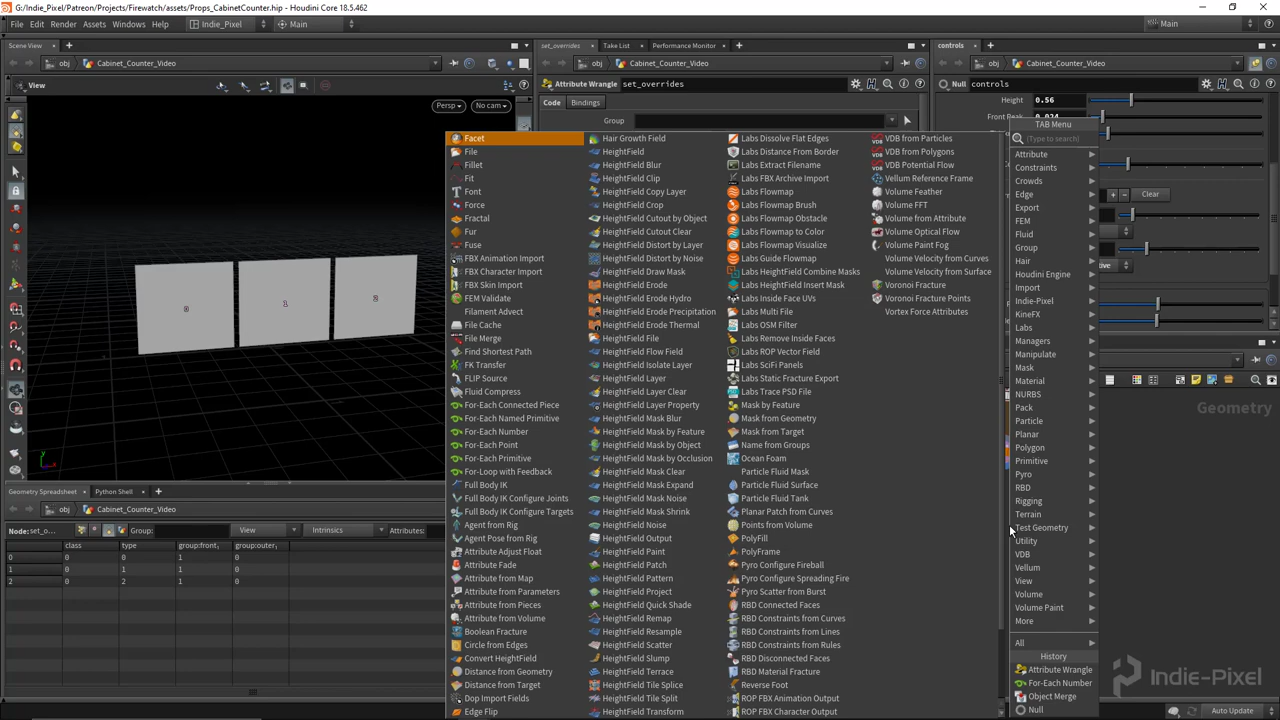 G:/Indie_Pixel/Patreon/Projects/Firewatch/assets/Props_CabinetCounter.hip - Houdini Core 18.5.462
File Edit Render Assets Windows Help Indie_Pixel Main Main
Scene View set_overrides Take List Performance Monitor controls
obj Cabinet_Counter_Video obj Cabinet_Counter_Video obj Cabinet_Counter_Video
View Attribute Wrangle set_overrides Null controls
Persp No cam Code Bindings Height 0.56
Group Front Peak 0.024
TAB Menu
(Type to search)
Clear
Facet
File
Fillet
Fit
Font
Force
Fractal
Fur
Fuse
FBX Animation Import
FBX Character Import
FBX Skin Import
FEM Validate
Filament Advect
File Cache
File Merge
Find Shortest Path
FK Transfer
FLIP Source
Fluid Compress
For-Each Connected Piece
For-Each Named Primitive
For-Each Number
For-Each Point
For-Each Primitive
For-Loop with Feedback
Full Body IK
Full Body IK Configure Joints
Full Body IK Configure Targets
Agent from Rig
Agent Pose from Rig
Attribute Adjust Float
Attribute Fade
Attribute from Map
Attribute from Parameters
Attribute from Pieces
Attribute from Volume
Boolean Fracture
Circle from Edges
Convert HeightField
Distance from Geometry
Distance from Target
Dop Import Fields
Edge Flip
Hair Growth Field
HeightField
HeightField Blur
HeightField Clip
HeightField Copy Layer
HeightField Crop
HeightField Cutout by Object
HeightField Cutout Clear
HeightField Distort by Layer
HeightField Distort by Noise
HeightField Draw Mask
HeightField Erode
HeightField Erode Hydro
HeightField Erode Precipitation
HeightField Erode Thermal
HeightField File
HeightField Flow Field
HeightField Isolate Layer
HeightField Layer
HeightField Layer Clear
HeightField Layer Property
HeightField Mask Blur
HeightField Mask by Feature
HeightField Mask by Object
HeightField Mask by Occlusion
HeightField Mask Clear
HeightField Mask Expand
HeightField Mask Noise
HeightField Mask Shrink
HeightField Noise
HeightField Output
HeightField Paint
HeightField Patch
HeightField Pattern
HeightField Project
HeightField Quick Shade
HeightField Remap
HeightField Resample
HeightField Slump
HeightField Terrace
HeightField Tile Splice
HeightField Tile Split
HeightField Transform
Labs Dissolve Flat Edges
Labs Distance From Border
Labs Extract Filename
Labs FBX Archive Import
Labs Flowmap
Labs Flowmap Brush
Labs Flowmap Obstacle
Labs Flowmap to Color
Labs Flowmap Visualize
Labs Guide Flowmap
Labs HeightField Combine Masks
Labs HeightField Insert Mask
Labs Inside Face UVs
Labs Multi File
Labs OSM Filter
Labs Remove Inside Faces
Labs ROP Vector Field
Labs SciFi Panels
Labs Static Fracture Export
Labs Trace PSD File
Mask by Feature
Mask from Geometry
Mask from Target
Name from Groups
Ocean Foam
Particle Fluid Mask
Particle Fluid Surface
Particle Fluid Tank
Planar Patch from Curves
Points from Volume
PolyFill
PolyFrame
Pyro Configure Fireball
Pyro Configure Spreading Fire
Pyro Scatter from Burst
RBD Connected Faces
RBD Constraints from Curves
RBD Constraints from Lines
RBD Constraints from Rules
RBD Disconnected Faces
RBD Material Fracture
Reverse Foot
ROP FBX Animation Output
ROP FBX Character Output
VDB from Particles
VDB from Polygons
VDB Potential Flow
Vellum Reference Frame
Volume Feather
Volume FFT
Volume from Attribute
Volume Optical Flow
Volume Paint Fog
Volume Velocity from Curves
Volume Velocity from Surface
Voronoi Fracture
Voronoi Fracture Points
Vortex Force Attributes
Attribute
Constraints
Crowds
Edge
Export
FEM
Fluid
Group
Hair
Houdini Engine
Import
Indie-Pixel
KineFX
Labs
Managers
Manipulate
Mask
Material
NURBS
Pack
Particle
Planar
Polygon
Primitive
Pyro
RBD
Rigging
Terrain
Test Geometry
Utility
VDB
Vellum
View
Volume
Volume Paint
More
All
History
Attribute Wrangle
For-Each Number
Object Merge
Null
0 1 2
Geometry Spreadsheet Python Shell
obj Cabinet_Counter_Video
Node: set_o... Group: View Intrinsics Attributes:
class type group:front_ group:outer_
0 0 0 1 0
1 0 1 1 0
2 0 2 1 0
Geometry
Indie-Pixel
Auto Update